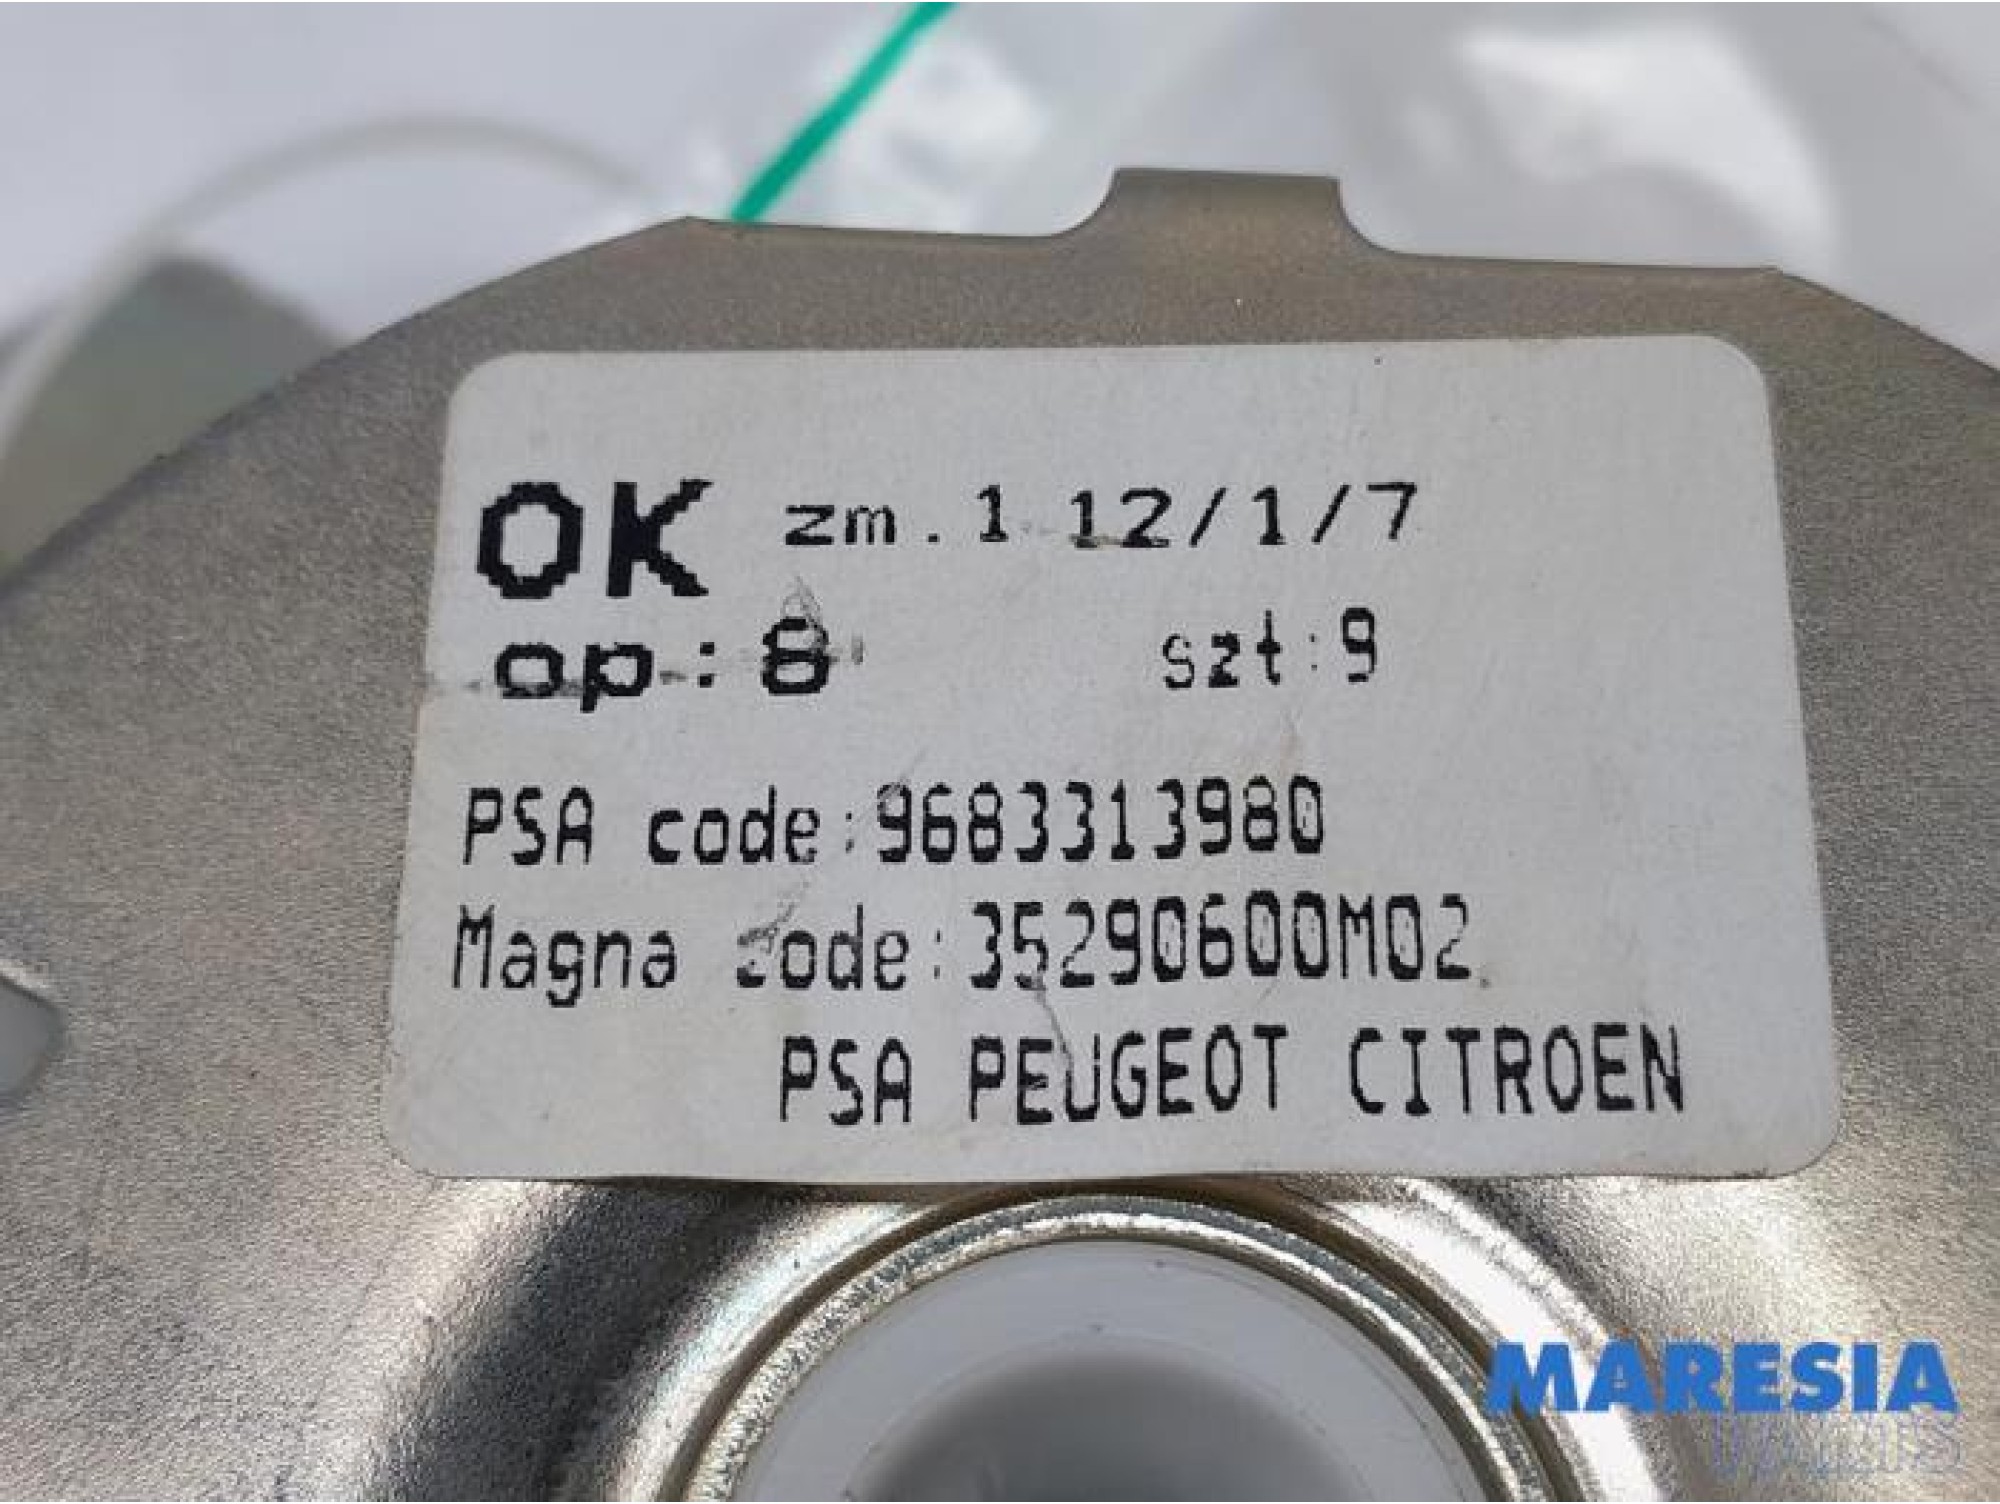 OK zm.1 12/1/7
op:8 szt:9
PSA code:9683313980
Magna code:35290600M02
PSA PEUGEOT CITROEN
MARESIA
PARTS